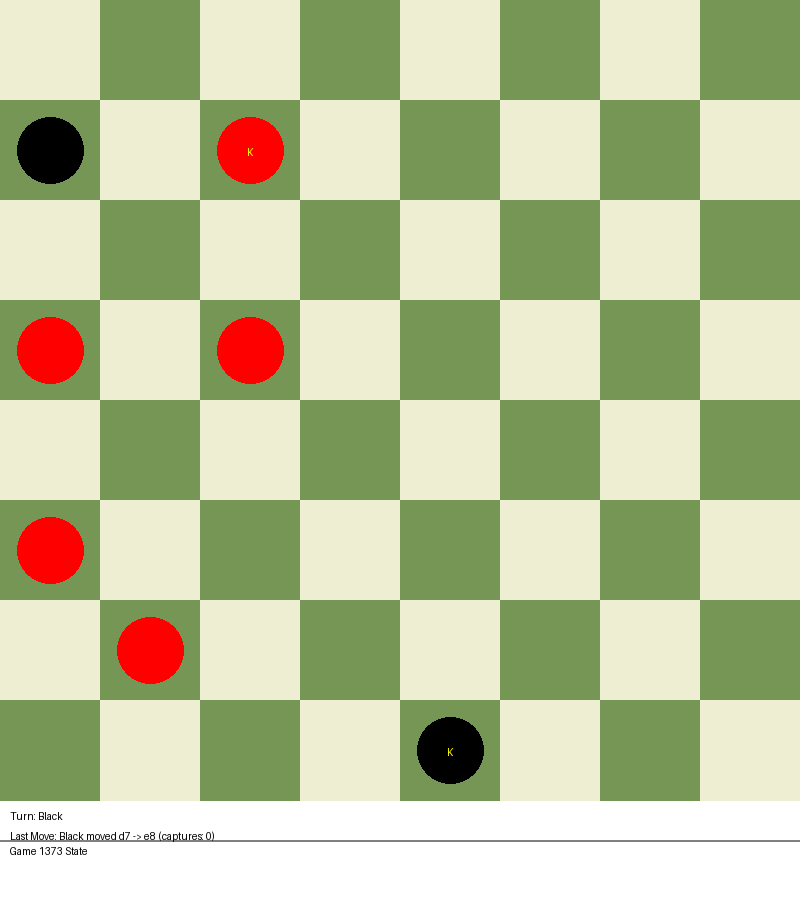 K
K
Turn: Black
Last Move: Black moved d7 -> e8 (captures: 0)
Game 1373 State